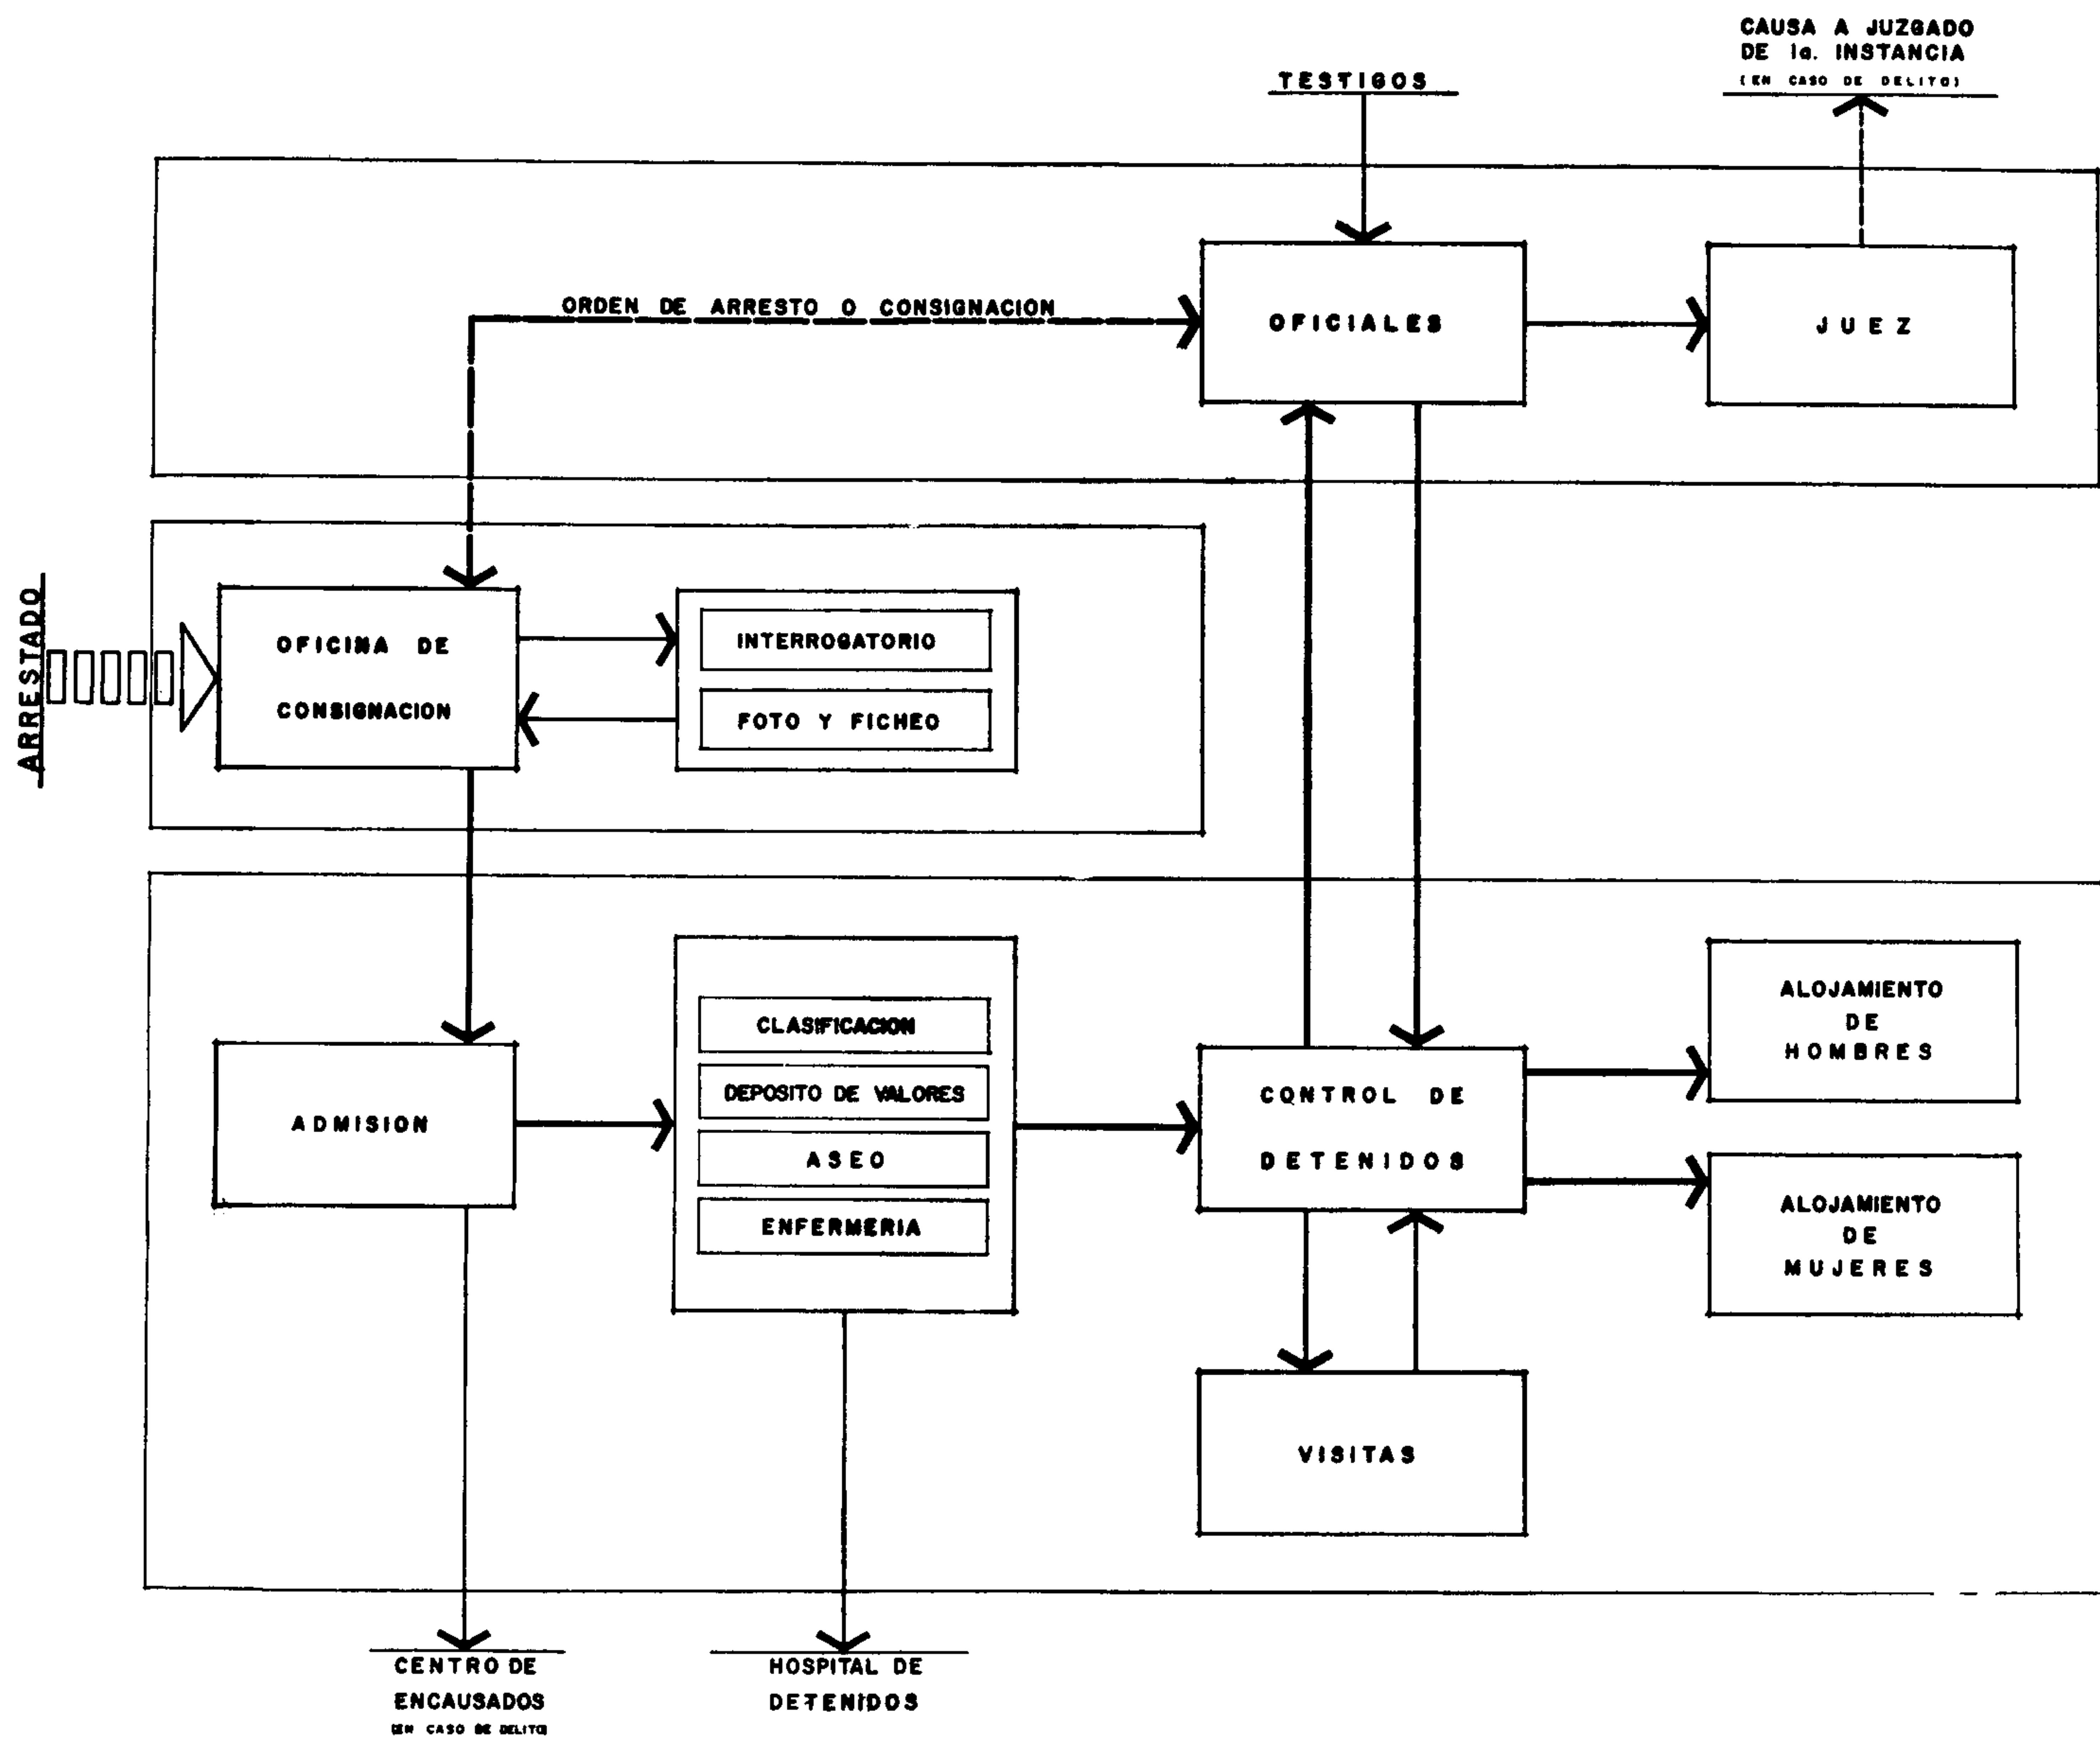 CAUSA A JUZGADO
DE 1a. INSTANCIA
(EN CASO DE DELITO)
TESTIGOS
ORDEN DE ARRESTO O CONSIGNACION
OFICIALES
JUEZ
ARRESTADO
OFICINA DE
CONSIGNACION
INTERROGATORIO
FOTO Y FICHEO
ADMISION
CLASIFICACION
DEPOSITO DE VALORES
ASEO
ENFERMERIA
CONTROL DE
DETENIDOS
ALOJAMIENTO
DE
HOMBRES
ALOJAMIENTO
DE
MUJERES
VISITAS
CENTRO DE
ENCAUSADOS
(EN CASO DE DELITO)
HOSPITAL DE
DETENIDOS